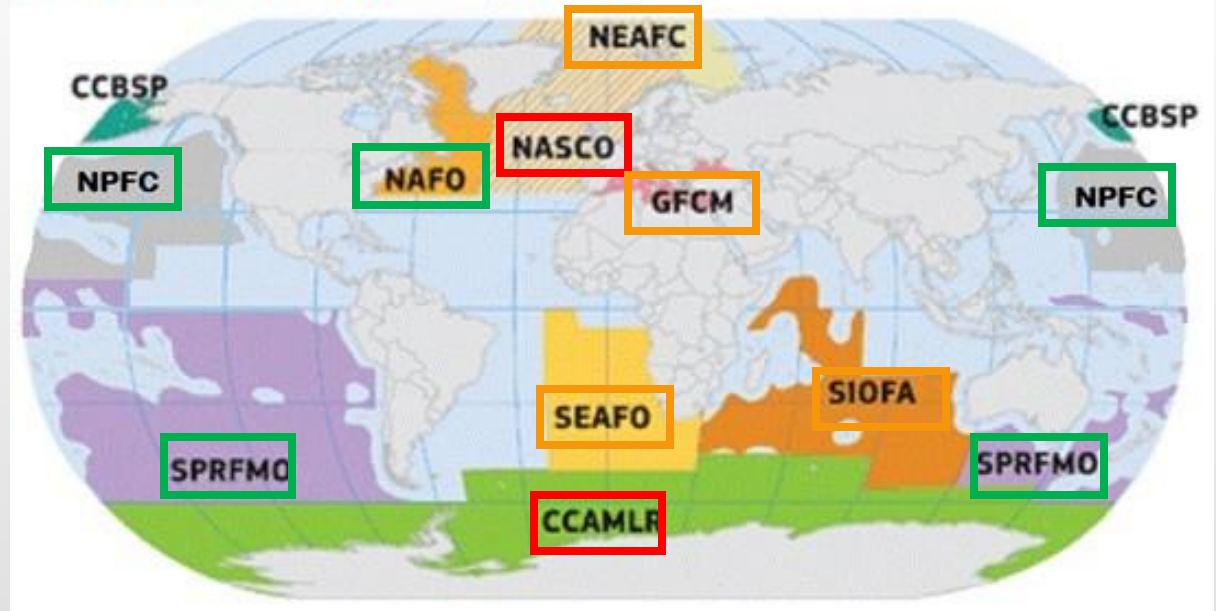 NEAFC
CCBSP
CCBSP
NASCO
NPFC
NAFO
NPFC
GFCM
SIOFA
SEAFO
SPRFMO
SPRFMO
CCAMLR